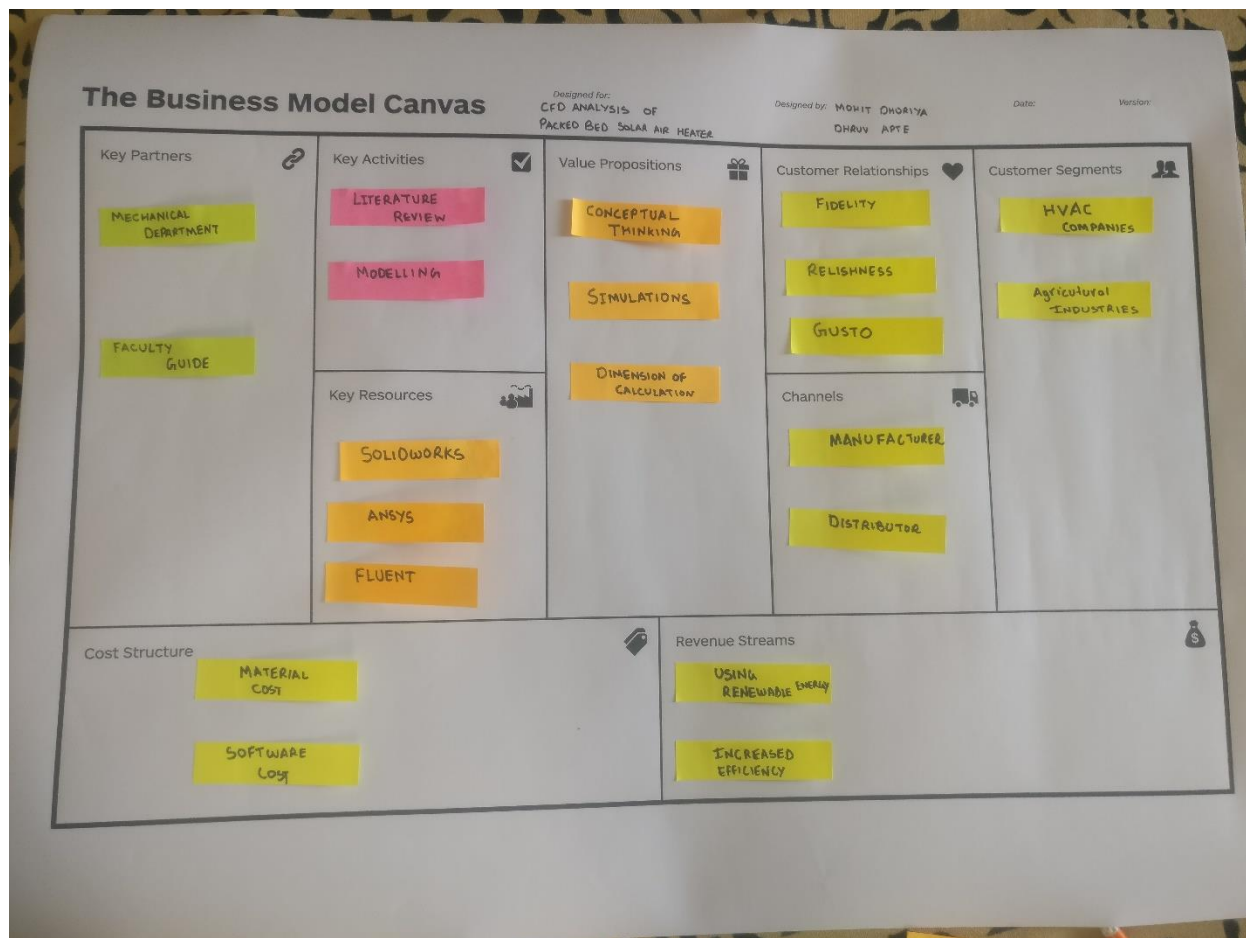 The Business Model Canvas
Designed for:
CFD ANALYSIS OF
PACKED BED SOLAR AIR HEATER
Designed by: MOHIT DHORIYA
DHRUV APTE
Date:
Version:
Key Partners
MECHANICAL
DEPARTMENT
FACULTY
GUIDE
Key Activities
LITERATURE
REVIEW
MODELLING
Key Resources
SOLIDWORKS
ANSYS
FLUENT
Value Propositions
CONCEPTUAL
THINKING
SIMULATIONS
DIMENSION OF
CALCULATION
Customer Relationships
FIDELITY
RELISHNESS
GUSTO
Channels
MANUFACTURER
DISTRIBUTOR
Customer Segments
HVAC
COMPANIES
Agricutural
INDUSTRIES
Cost Structure
MATERIAL
COST
SOFTWARE
COST
Revenue Streams
USING
RENEWABLE ENERGY
INCREASED
EFFICIENCY
$